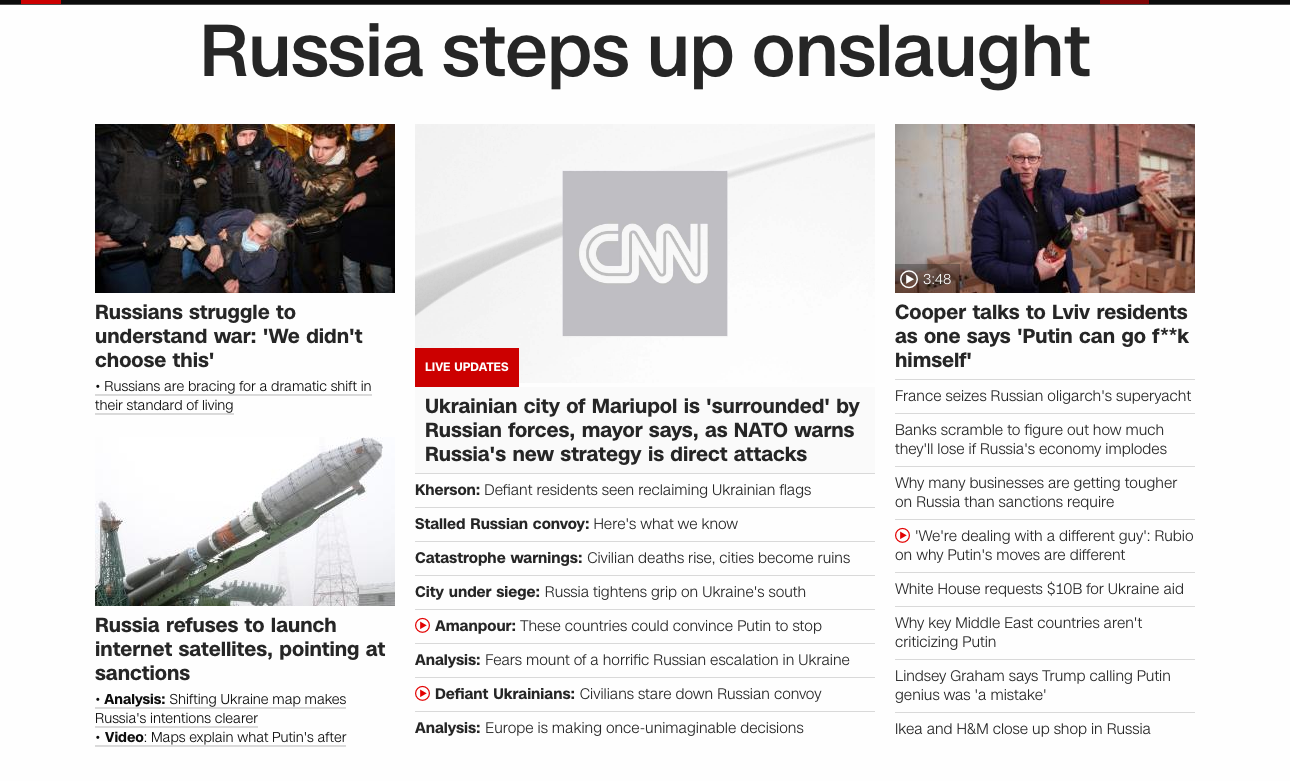 Russia steps up onslaught
Russians struggle to
understand war: 'We didn't
choose this'
• Russians are bracing for a dramatic shift in
their standard of living
Russia refuses to launch
internet satellites, pointing at
sanctions
• Analysis: Shifting Ukraine map makes
Russia's intentions clearer
• Video: Maps explain what Putin's after
CNN
LIVE UPDATES
Ukrainian city of Mariupol is 'surrounded' by
Russian forces, mayor says, as NATO warns
Russia's new strategy is direct attacks
Kherson: Defiant residents seen reclaiming Ukrainian flags
Stalled Russian convoy: Here's what we know
Catastrophe warnings: Civilian deaths rise, cities become ruins
City under siege: Russia tightens grip on Ukraine's south
Amanpour: These countries could convince Putin to stop
Analysis: Fears mount of a horrific Russian escalation in Ukraine
Defiant Ukrainians: Civilians stare down Russian convoy
Analysis: Europe is making once-unimaginable decisions
3:48
Cooper talks to Lviv residents
as one says 'Putin can go f**k
himself'
France seizes Russian oligarch's superyacht
Banks scramble to figure out how much
they'll lose if Russia's economy implodes
Why many businesses are getting tougher
on Russia than sanctions require
'We're dealing with a different guy': Rubio
on why Putin's moves are different
White House requests $10B for Ukraine aid
Why key Middle East countries aren't
criticizing Putin
Lindsey Graham says Trump calling Putin
genius was 'a mistake'
Ikea and H&M close up shop in Russia